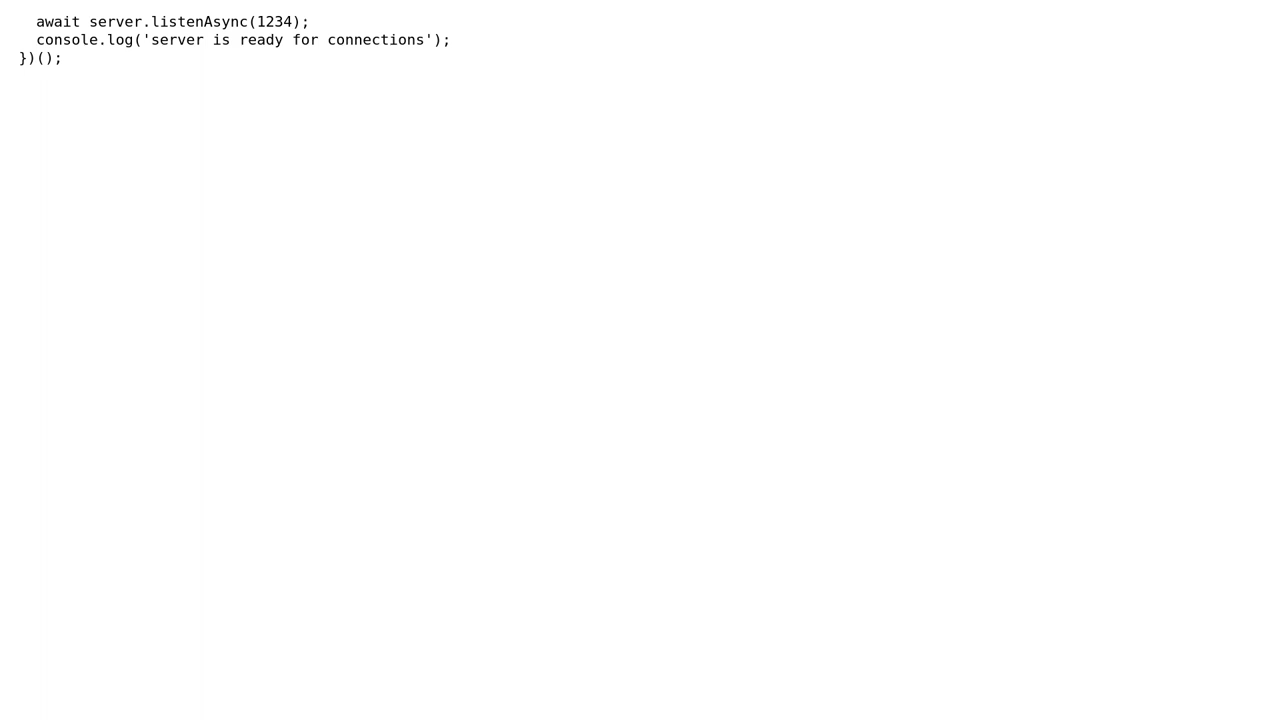 await server.listenAsync(1234);
  console.log('server is ready for connections');
})();